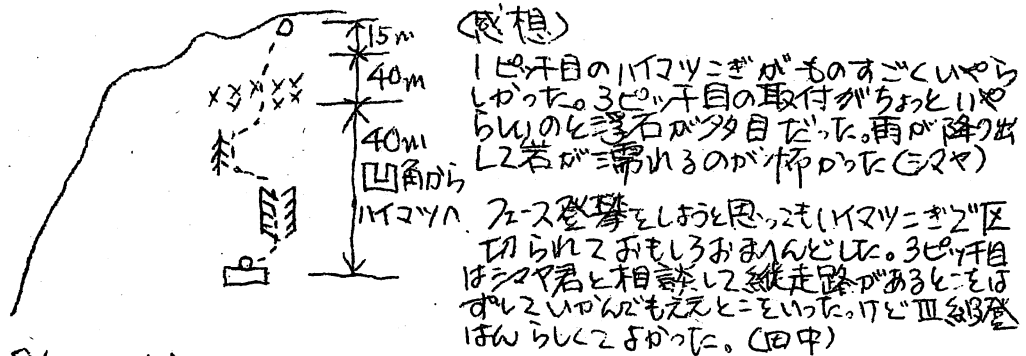 15m
40m
40m
凹角から
ハイマツへ
(感想)
1ピッチ目のハイマツこぎがものすごくいやら
しかった。3ピッチ目の取付がちょっといや
らしいのと浮石が多目だった。雨が降り出
して岩が濡れるのが怖かった(シマヤ)
フェース登攀をしようと思ってもハイマツこぎで区
切られておもしろおまへんどした。3ピッチ目
はシマヤ君と相談して縦走路があるとこをは
ずしていかんでもええとこをいった。けどⅢ級登
はんらしくてよかった。(田中)